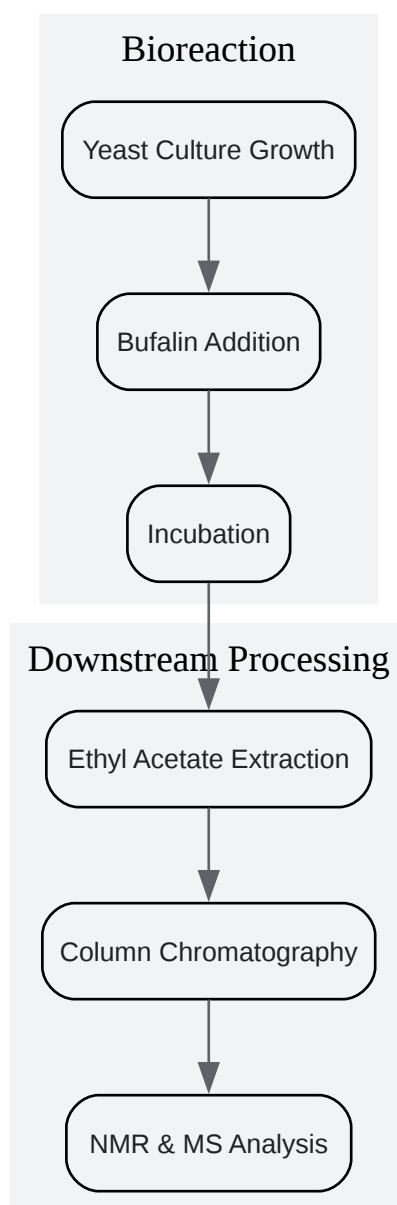 Bioreaction
Yeast Culture Growth
Bufalin Addition
Incubation
Downstream Processing
Ethyl Acetate Extraction
Column Chromatography
NMR & MS Analysis